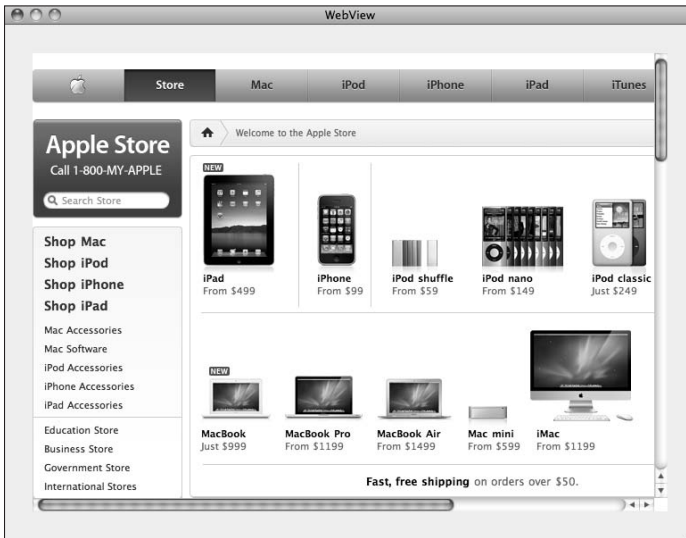 WebView
Store Mac iPod iPhone iPad iTunes
Apple Store
Call 1-800-MY-APPLE
Search Store
Welcome to the Apple Store
Shop Mac
Shop iPod
Shop iPhone
Shop iPad
Mac Accessories
Mac Software
iPod Accessories
iPhone Accessories
iPad Accessories
Education Store
Business Store
Government Store
International Stores
NEW
iPad
From $499
iPhone
From $99
iPod shuffle
From $59
iPod nano
From $149
iPod classic
Just $249
NEW
MacBook
Just $999
MacBook Pro
From $1199
MacBook Air
From $1499
Mac mini
From $599
iMac
From $1199
Fast, free shipping on orders over $50.